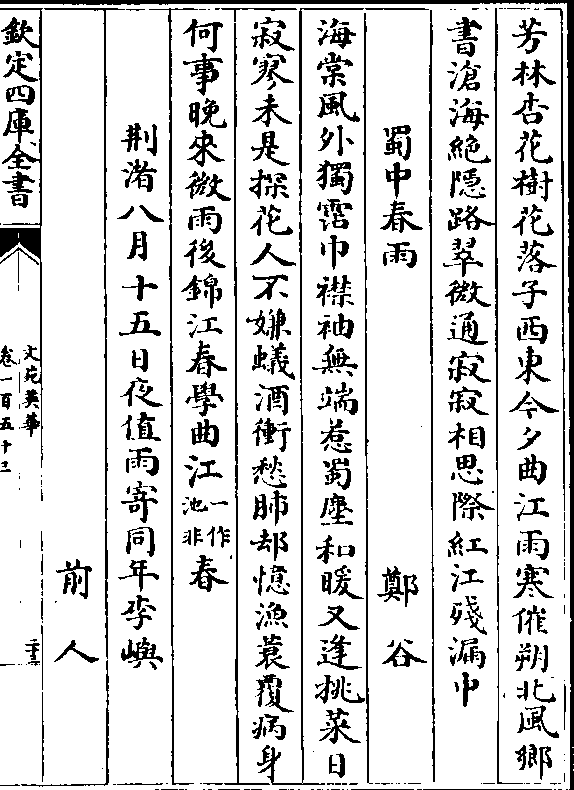 芳林杏花樹花落子西東今夕曲江雨寒催朔北風鄉
書滄海絶隠路翠微通寂寂相思際紅江殘漏中
蜀中春雨 鄭谷
海棠風外獨霑巾襟袖無端惹蜀塵和暖又逢挑菜日
寂寥未是探花人不嫌蟻酒衝愁肺却憶漁蓑覆病身
何事晚來微雨後錦江春學曲江一作池非春
荆渚八月十五日夜值雨寄同年李嶼
前人
欽定四庫全書
文苑英華
卷一百五十三
二十三